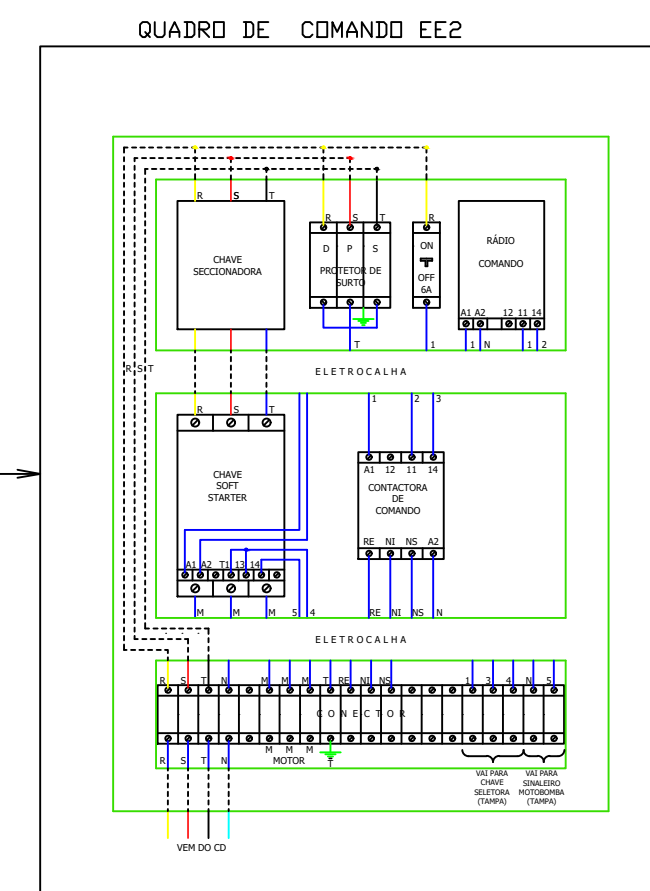 QUADRO DE COMANDO EE2
R S T
R S T
R
CHAVE
SECCIONADORA
D P S
PROTETOR DE
SURTO
ON
OFF
6A
RÁDIO
COMANDO
A1 A2 12 11 14
T
1
1 N 1 2
R S T
ELETROCALHA
R S T
1 2 3
CHAVE
SOFT
STARTER
A1 12 11 14
CONTACTORA
DE
COMANDO
RE NI NS A2
A1 A2 T1 13 14
M M M 5 4
RE NI NS N
ELETROCALHA
R S T N M M M T RE NI NS 1 3 4 N 5
CONECTOR
M M M
MOTOR
T
R S T N
VAI PARA
CHAVE
SELETORA
(TAMPA)
VAI PARA
SINALEIRO
MOTOBOMBA
(TAMPA)
VEM DO CD